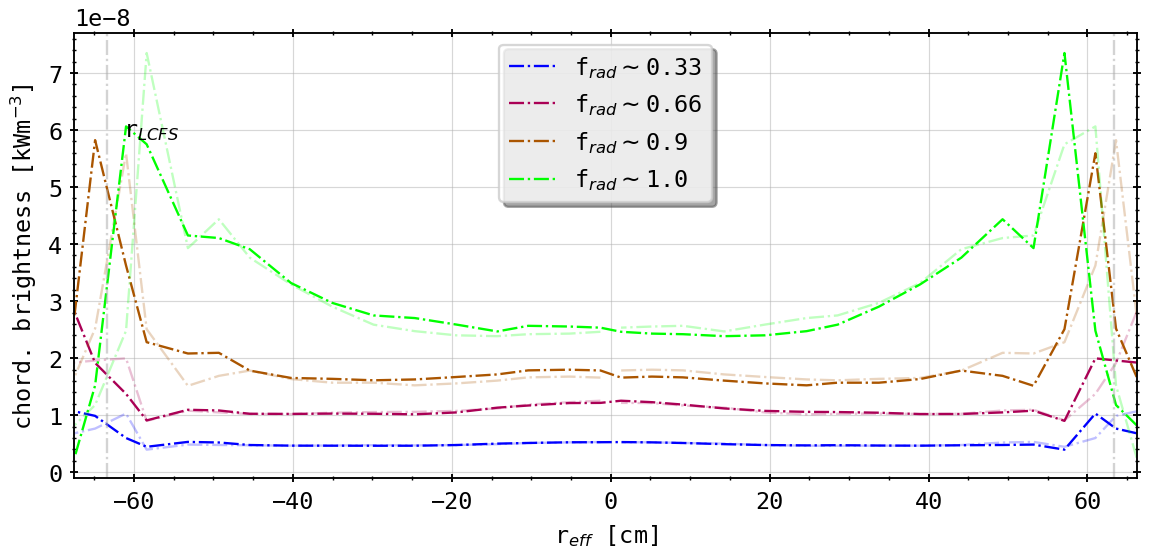 1e−8
chord. brightness [kWm⁻³]
7
6
5
4
3
2
1
0
f_rad ∼ 0.33
f_rad ∼ 0.66
f_rad ∼ 0.9
f_rad ∼ 1.0
r_LCFS
−60 −40 −20 0 20 40 60
r_eff [cm]